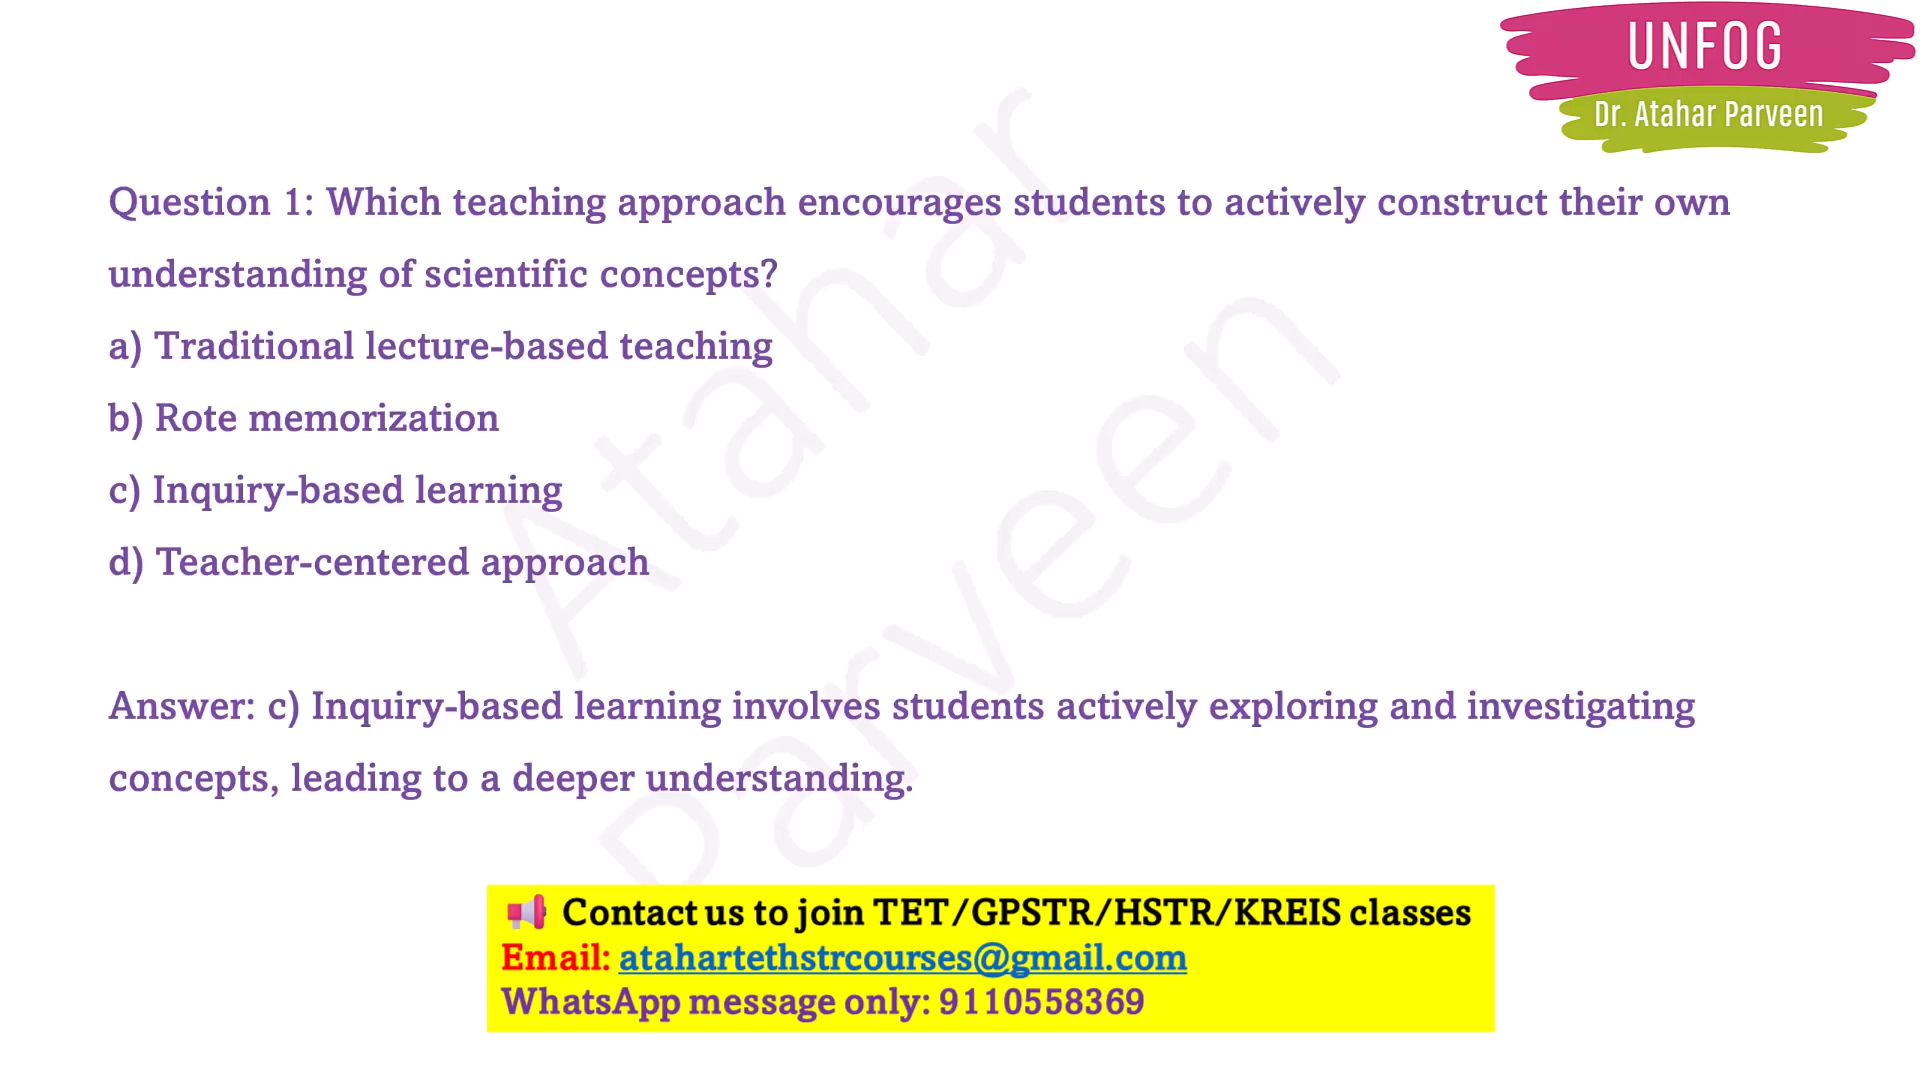 UNFOG
Dr. Atahar Parveen
Question 1: Which teaching approach encourages students to actively construct their own
understanding of scientific concepts?
a) Traditional lecture-based teaching
b) Rote memorization
c) Inquiry-based learning
d) Teacher-centered approach
Answer: c) Inquiry-based learning involves students actively exploring and investigating
concepts, leading to a deeper understanding.
Atahar
Parveen
Contact us to join TET/GPSTR/HSTR/KREIS classes
Email: atahartethstrcourses@gmail.com
WhatsApp message only: 9110558369